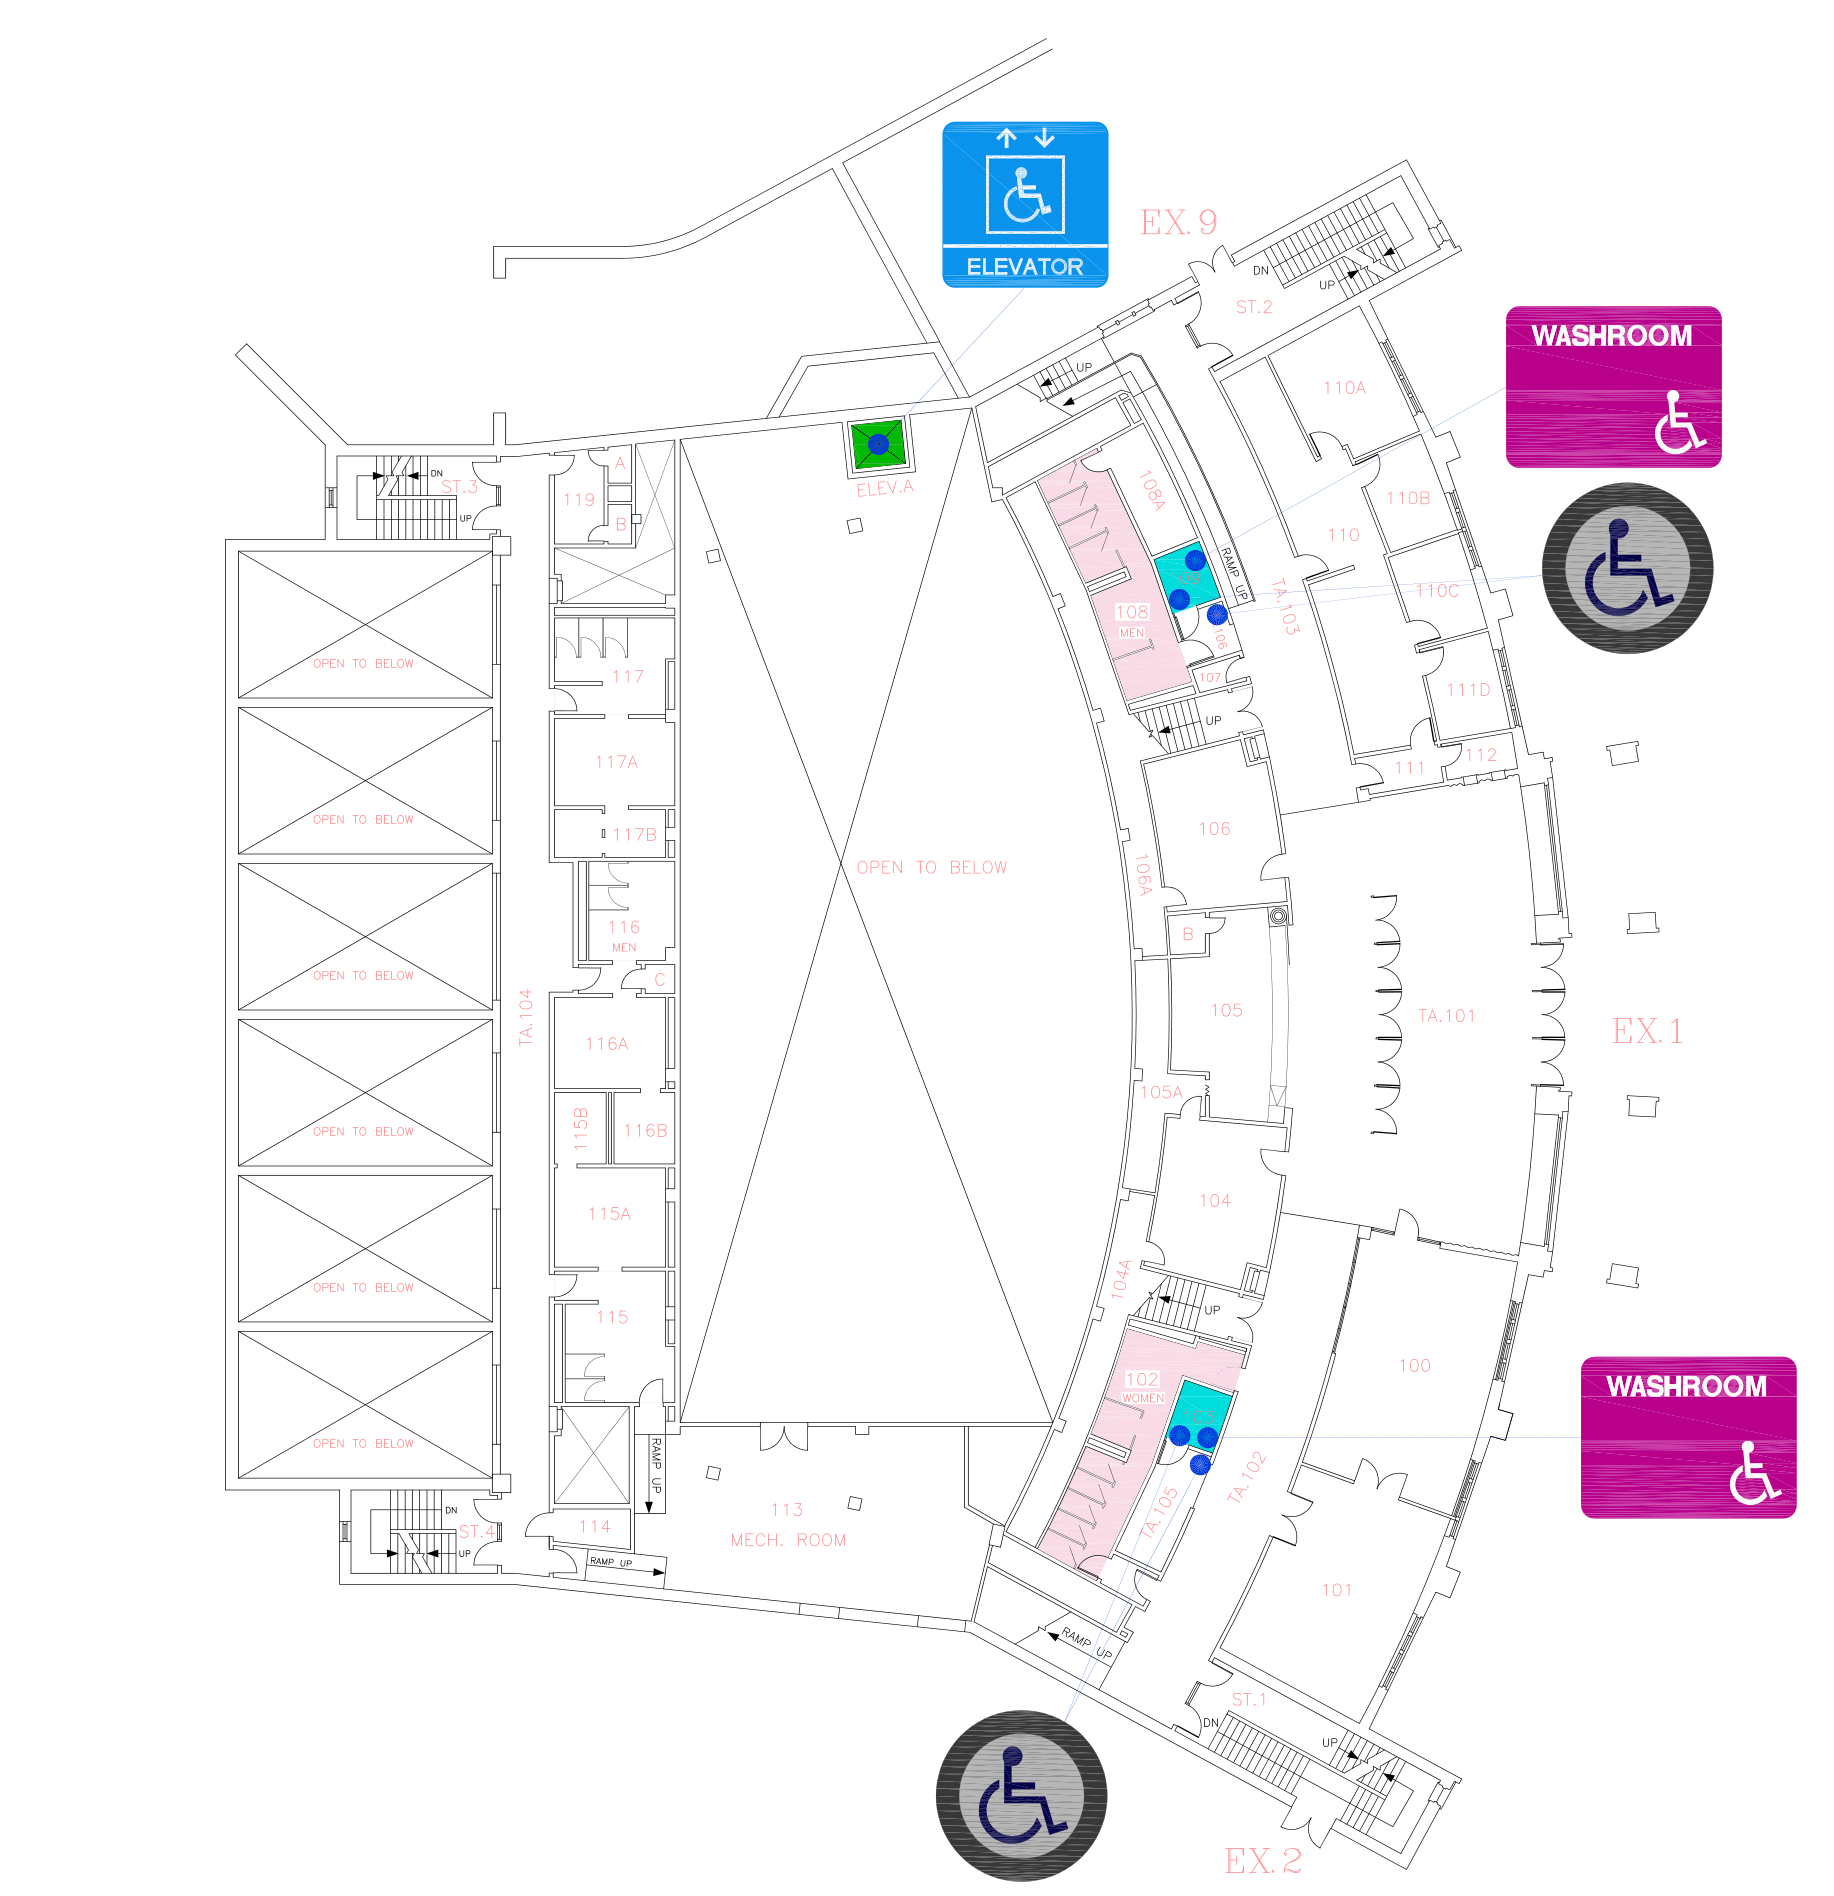 ELEVATOR
EX.9
DN
UP
ST.2
WASHROOM
UP
110A
A
DN
ST.3
119
ELEV.A
108A
110B
UP
B
110
RAMP UP
109
110C
TA.103
108
MEN
106
OPEN TO BELOW
117
107
111D
UP
117A
112
111
OPEN TO BELOW
117B
106
OPEN TO BELOW
106A
116
MEN
B
OPEN TO BELOW
C
TA.104
105
TA.101
EX.1
116A
105A
OPEN TO BELOW
115B
116B
104
115A
104A
OPEN TO BELOW
UP
115
100
102
WOMEN
WASHROOM
103
OPEN TO BELOW
RAMP UP
TA.102
DN
113
TA.105
ST.4
114
MECH. ROOM
UP
RAMP UP
101
RAMP UP
ST.1
DN
UP
EX.2